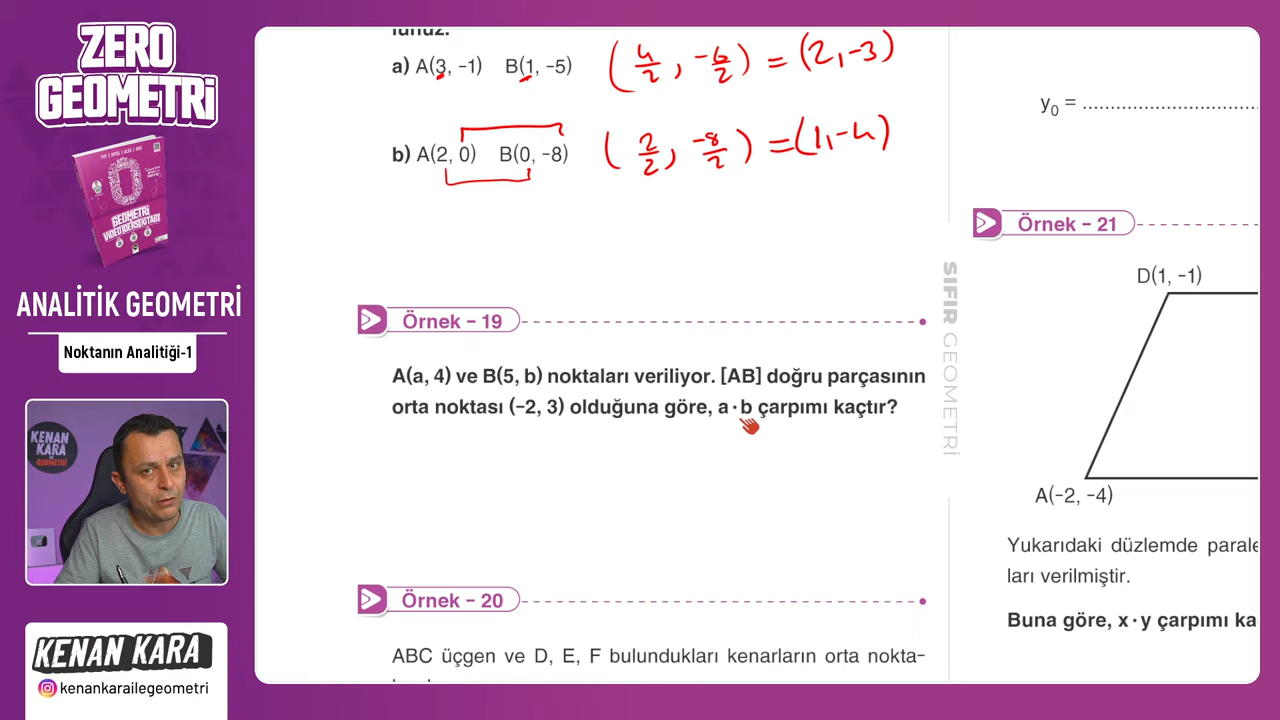 ZERO
GEOMETRİ
GEOMETRİ
VİDEO DERS KİTABI
ANALİTİK GEOMETRİ
Noktanın Analitiği-1
KENAN
KARA
ile GEOMETRİ
KENAN KARA
kenankarailegeometri
lunuz.
a) A(3, −1) B(1, −5) (4/2, −6/2) = (2, −3)
b) A(2, 0) B(0, −8) (2/2, −8/2) = (1, −4)
Örnek − 19
A(a, 4) ve B(5, b) noktaları veriliyor. [AB] doğru parçasının
orta noktası (−2, 3) olduğuna göre, a·b çarpımı kaçtır?
Örnek − 20
ABC üçgen ve D, E, F bulundukları kenarların orta nokta-
SIFIR GEOMETRİ
y₀ = ................................
Örnek − 21
D(1, −1)
A(−2, −4)
Yukarıdaki düzlemde parale
ları verilmiştir.
Buna göre, x·y çarpımı ka